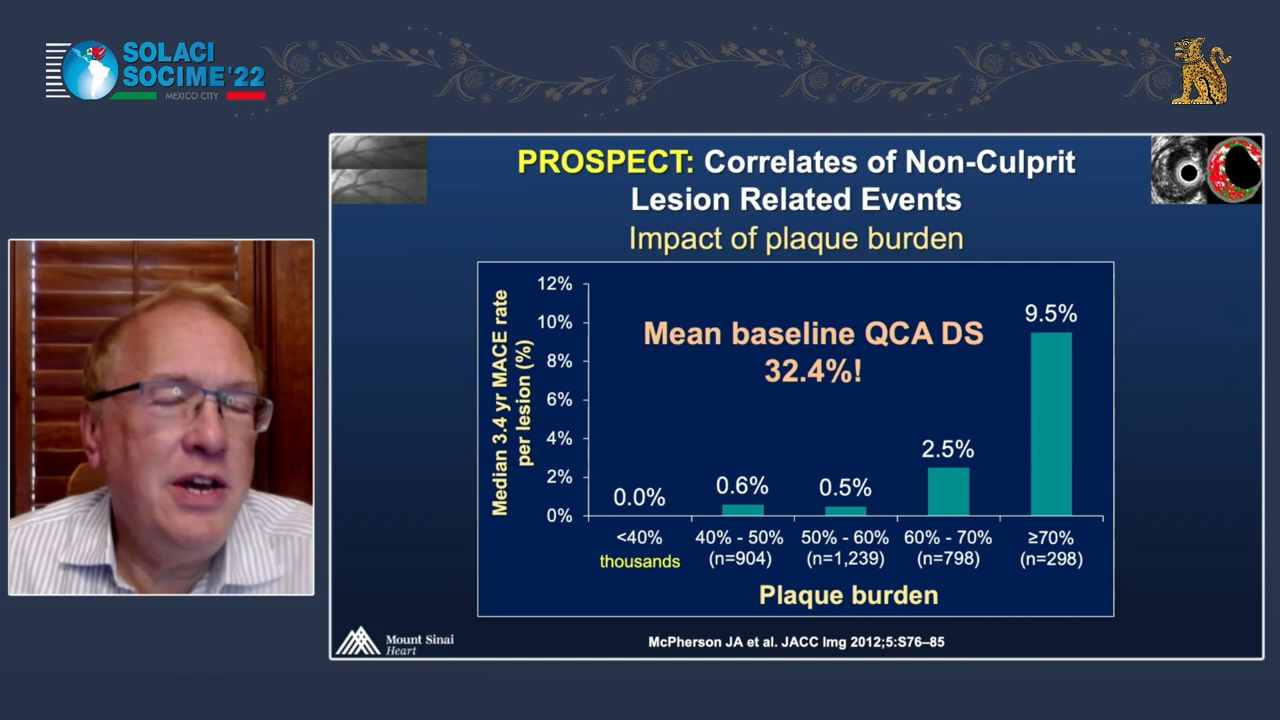 SOLACI
SOCIME'22
MEXICO CITY
PROSPECT: Correlates of Non-Culprit
Lesion Related Events
Impact of plaque burden
Median 3.4 yr MACE rate
per lesion (%)
12%
10%
8%
6%
4%
2%
0%
Mean baseline QCA DS
32.4%!
0.0%
0.6%
0.5%
2.5%
9.5%
<40%
thousands
40% - 50%
(n=904)
50% - 60%
(n=1,239)
60% - 70%
(n=798)
≥70%
(n=298)
Plaque burden
Mount Sinai
Heart
McPherson JA et al. JACC Img 2012;5:S76–85